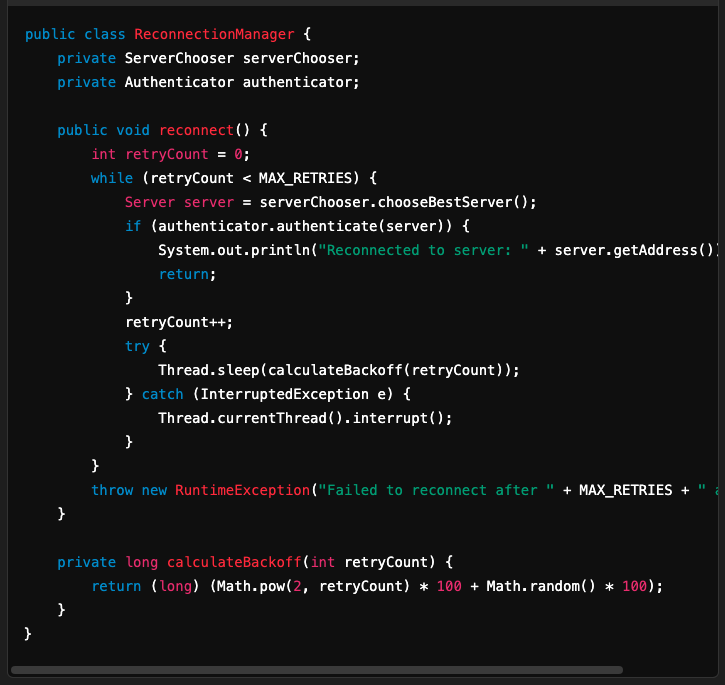 public class ReconnectionManager {
    private ServerChooser serverChooser;
    private Authenticator authenticator;

    public void reconnect() {
        int retryCount = 0;
        while (retryCount < MAX_RETRIES) {
            Server server = serverChooser.chooseBestServer();
            if (authenticator.authenticate(server)) {
                System.out.println("Reconnected to server: " + server.getAddress())
                return;
            }
            retryCount++;
            try {
                Thread.sleep(calculateBackoff(retryCount));
            } catch (InterruptedException e) {
                Thread.currentThread().interrupt();
            }
        }
        throw new RuntimeException("Failed to reconnect after " + MAX_RETRIES + "
    }

    private long calculateBackoff(int retryCount) {
        return (long) (Math.pow(2, retryCount) * 100 + Math.random() * 100);
    }
}